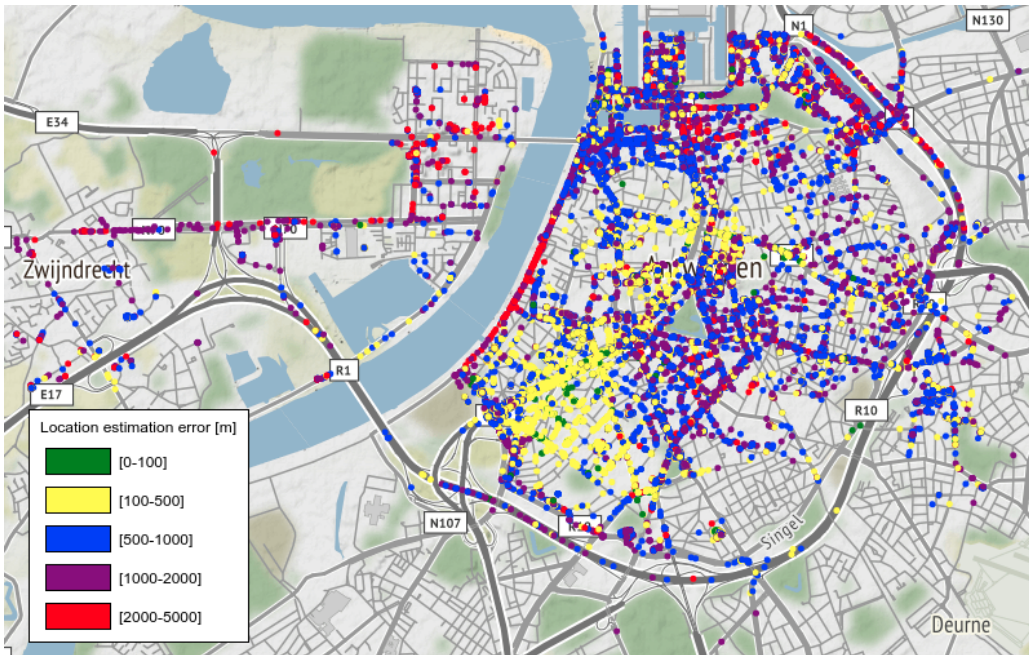 N1
N130
E34
Zwijndrecht
Antwerpen
R1
E17
R10
Location estimation error [m]
[0-100]
[100-500]
[500-1000]
[1000-2000]
[2000-5000]
N107
R10
Singel
Deurne